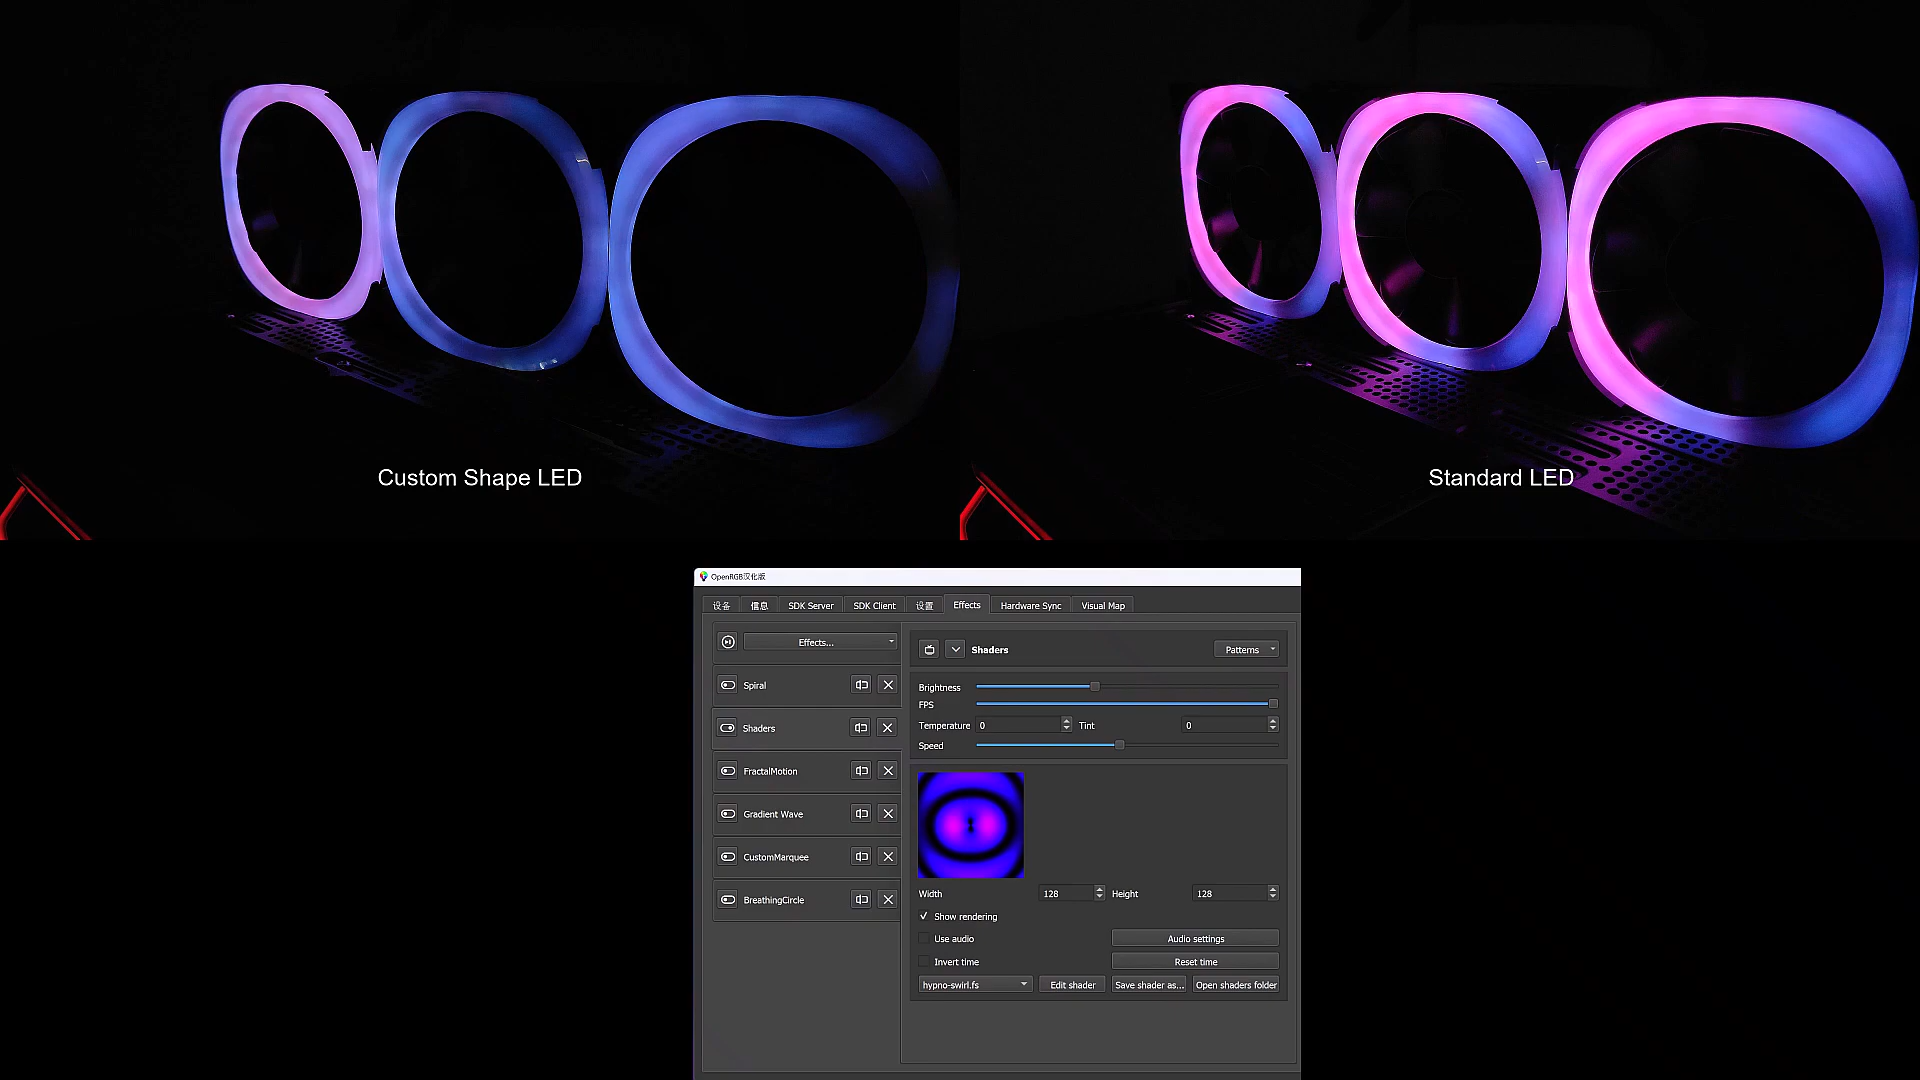 Custom Shape LED
Standard LED
OpenRGB汉化版
设备 信息 SDK Server SDK Client 设置 Effects Hardware Sync Visual Map
Effects...
Shaders
Patterns
Spiral
Shaders
FractalMotion
Gradient Wave
CustomMarquee
BreathingCircle
Brightness
FPS
Temperature 0 Tint 0
Speed
Width 128 Height 128
Show rendering
Use audio Audio settings
Invert time Reset time
hypno-swirl.fs Edit shader Save shader as... Open shaders folder